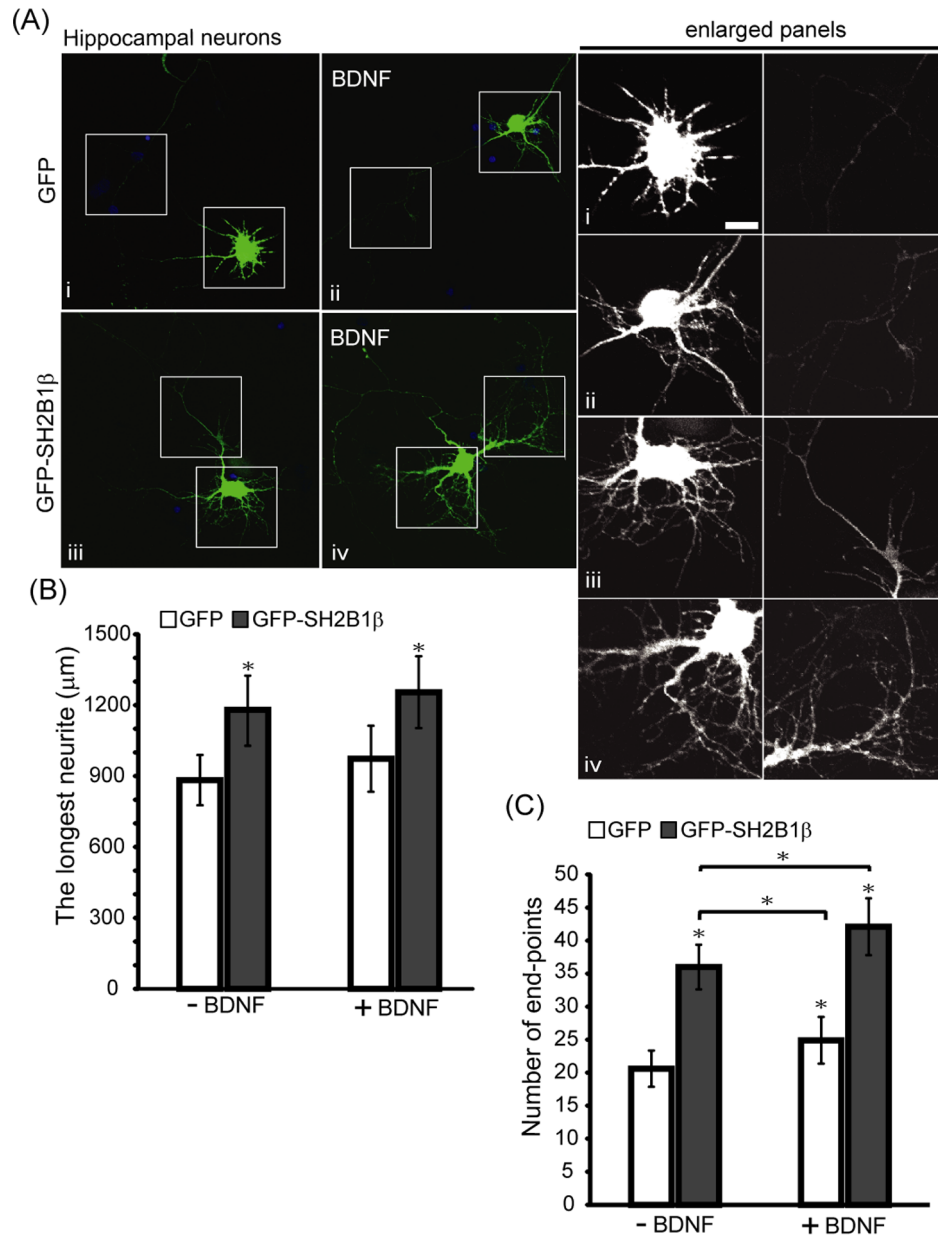 (A)
Hippocampal neurons
enlarged panels
GFP
BDNF
i
ii
GFP-SH2B1β
BDNF
iii
iv
i
ii
iii
iv
(B)
GFP GFP-SH2B1β
The longest neurite (μm)
1500
1200
900
600
300
0
* *
- BDNF + BDNF
(C)
GFP GFP-SH2B1β
Number of end-points
50
45
40
35
30
25
20
15
10
5
0
*
*
*
*
*
- BDNF + BDNF